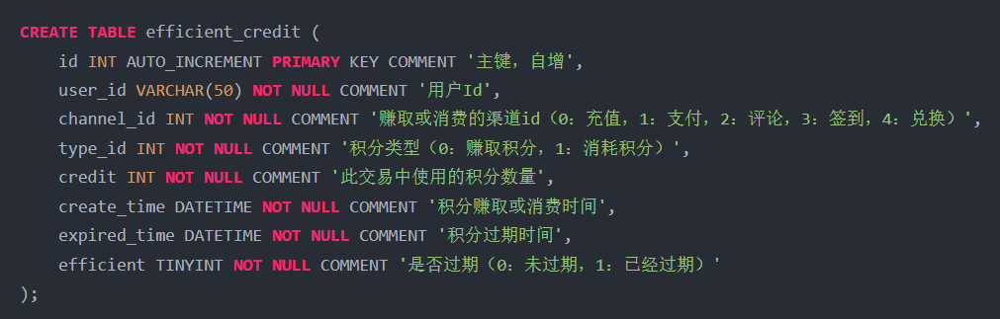 CREATE TABLE efficient_credit (
    id INT AUTO_INCREMENT PRIMARY KEY COMMENT '主键，自增',
    user_id VARCHAR(50) NOT NULL COMMENT '用户Id',
    channel_id INT NOT NULL COMMENT '赚取或消费的渠道id（0：充值，1：支付，2：评论，3：签到，4：兑换）',
    type_id INT NOT NULL COMMENT '积分类型（0：赚取积分，1：消耗积分）',
    credit INT NOT NULL COMMENT '此交易中使用的积分数量',
    create_time DATETIME NOT NULL COMMENT '积分赚取或消费时间',
    expired_time DATETIME NOT NULL COMMENT '积分过期时间',
    efficient TINYINT NOT NULL COMMENT '是否过期（0：未过期，1：已经过期）'
);